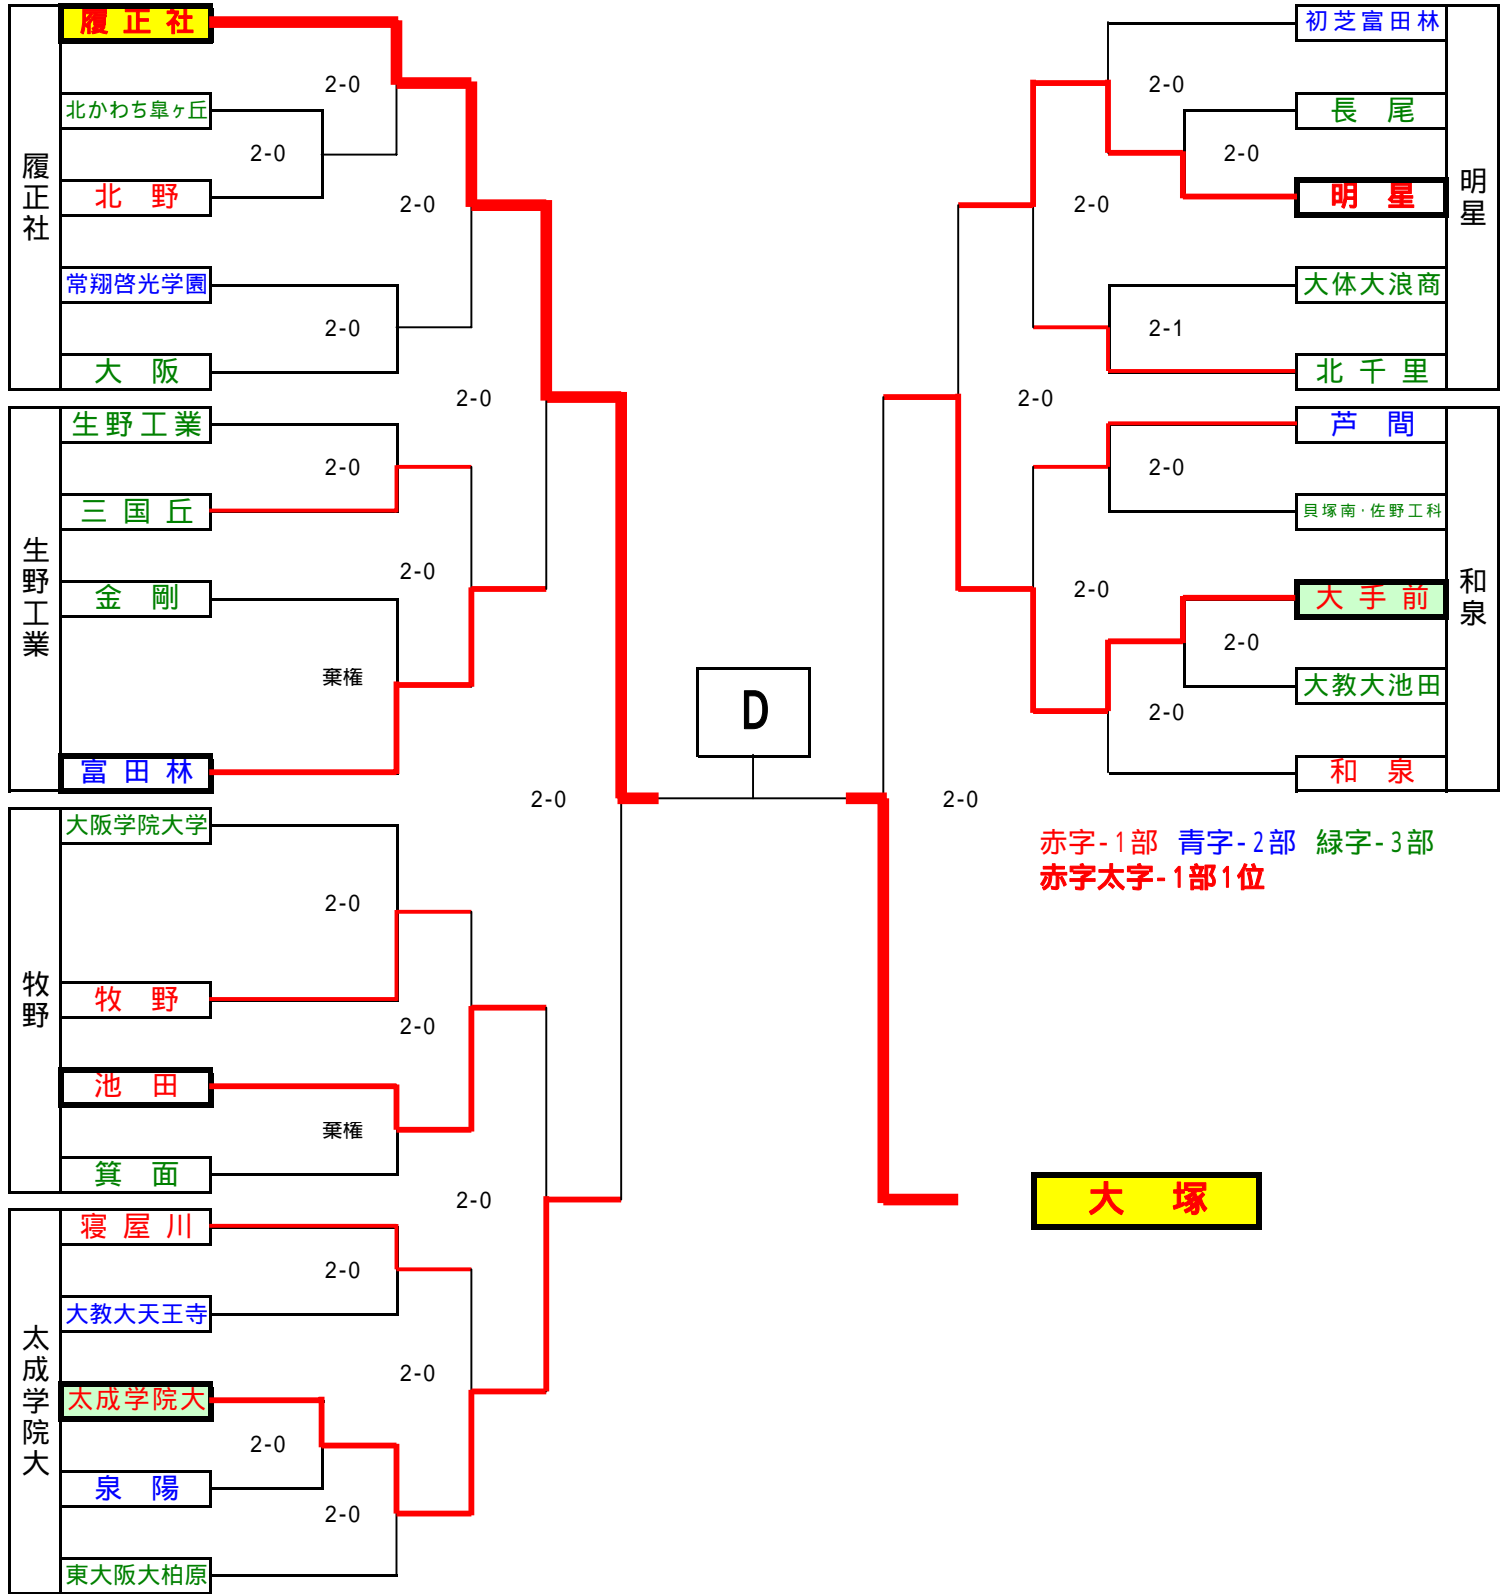 履正社
履正社
2-0
北かわち皐ヶ丘
2-0
北野
2-0
常翔啓光学園
2-0
大阪
2-0
生野工業
生野工業
2-0
三国丘
2-0
金剛
棄権
富田林
2-0
牧野
大阪学院大学
2-0
牧野
2-0
池田
棄権
箕面
2-0
太成学院大
寝屋川
2-0
大教大天王寺
2-0
太成学院大
2-0
泉陽
2-0
東大阪大柏原
D
明星
初芝富田林
2-0
長尾
2-0
明星
2-0
大体大浪商
2-1
北千里
2-0
和泉
芦間
2-0
貝塚南・佐野工科
2-0
大手前
2-0
大教大池田
2-0
和泉
2-0
赤字-1部 青字-2部 緑字-3部
赤字太字-1部1位
大塚